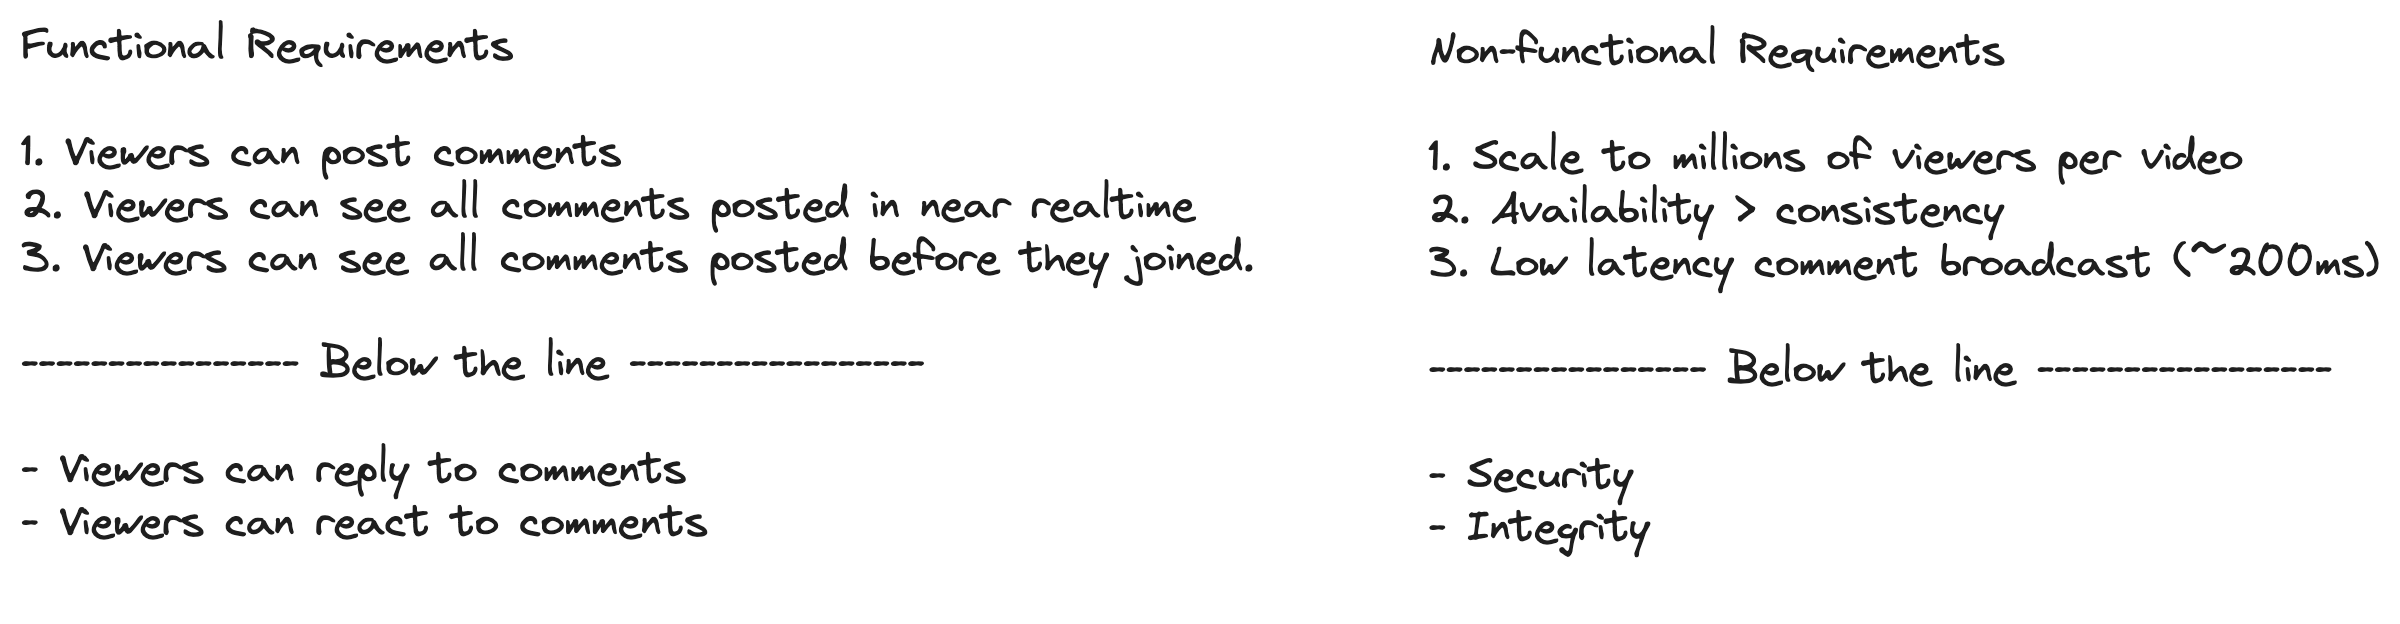 Functional Requirements
1. Viewers can post comments
2. Viewers can see all comments posted in near realtime
3. Viewers can see all comments posted before they joined.
---------------- Below the line -----------------
- Viewers can reply to comments
- Viewers can react to comments
Non-functional Requirements
1. Scale to millions of viewers per video
2. Availability > consistency
3. Low latency comment broadcast (~200ms)
---------------- Below the line -----------------
- Security
- Integrity